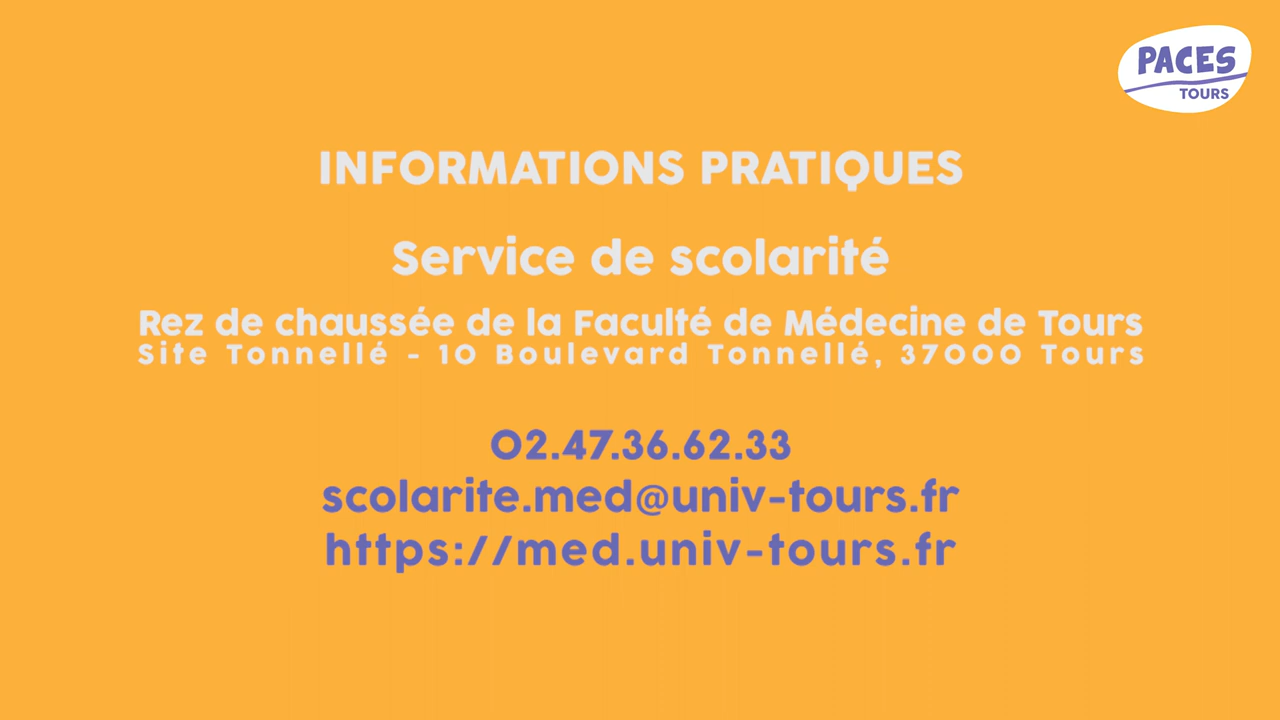 PACES
TOURS
INFORMATIONS PRATIQUES
Service de scolarité
Rez de chaussée de la Faculté de Médecine de Tours
Site Tonnellé - 10 Boulevard Tonnellé, 37000 Tours
02.47.36.62.33
scolarite.med@univ-tours.fr
https://med.univ-tours.fr